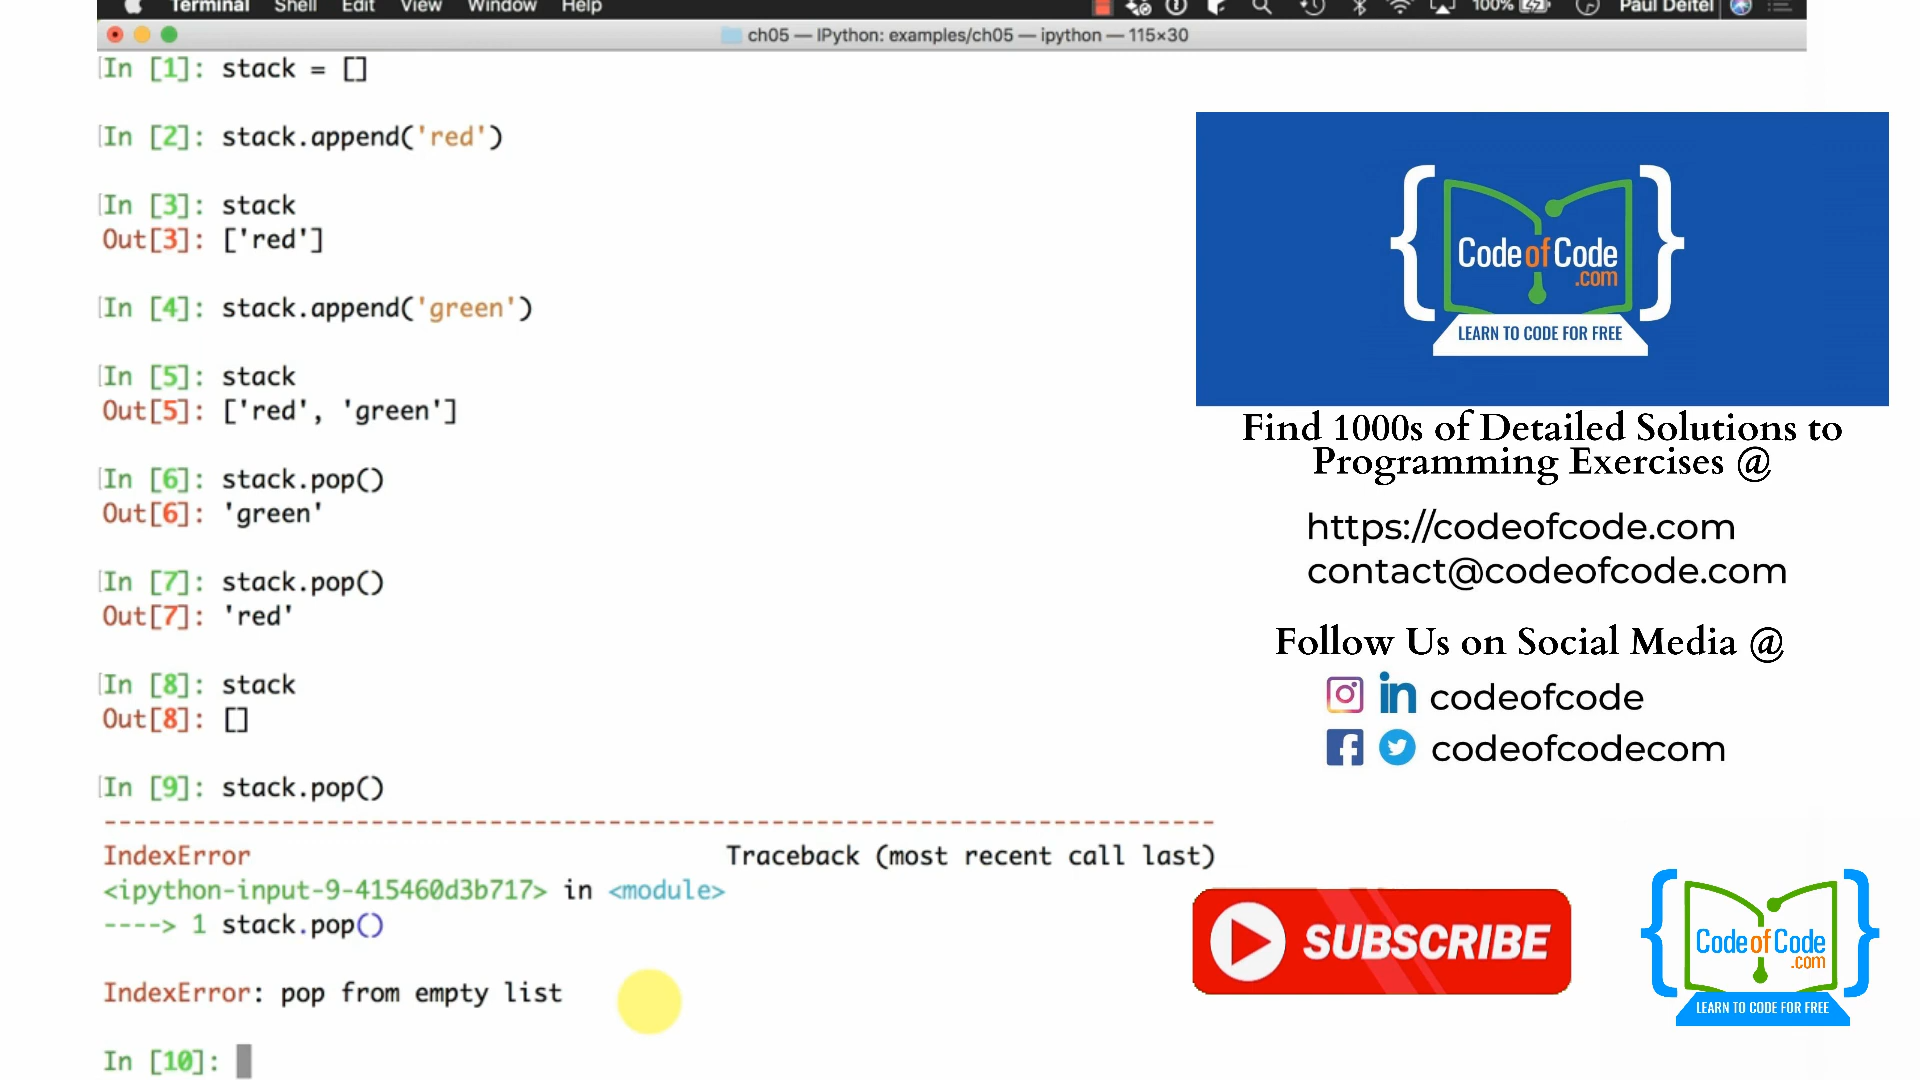 Terminal Shell Edit View Window Help 100% Paul Deitel
ch05 — IPython: examples/ch05 — ipython — 115×30
In [1]: stack = []
In [2]: stack.append('red')
In [3]: stack
Out[3]: ['red']
In [4]: stack.append('green')
In [5]: stack
Out[5]: ['red', 'green']
In [6]: stack.pop()
Out[6]: 'green'
In [7]: stack.pop()
Out[7]: 'red'
In [8]: stack
Out[8]: []
In [9]: stack.pop()
---------------------------------------------------------------------------
IndexError Traceback (most recent call last)
<ipython-input-9-415460d3b717> in <module>
----> 1 stack.pop()
IndexError: pop from empty list
In [10]:
{ CodeofCode }
.com
LEARN TO CODE FOR FREE
Find 1000s of Detailed Solutions to
Programming Exercises @
https://codeofcode.com
contact@codeofcode.com
Follow Us on Social Media @
in codeofcode
f codeofcodecom
SUBSCRIBE
{ CodeofCode }
.com
LEARN TO CODE FOR FREE